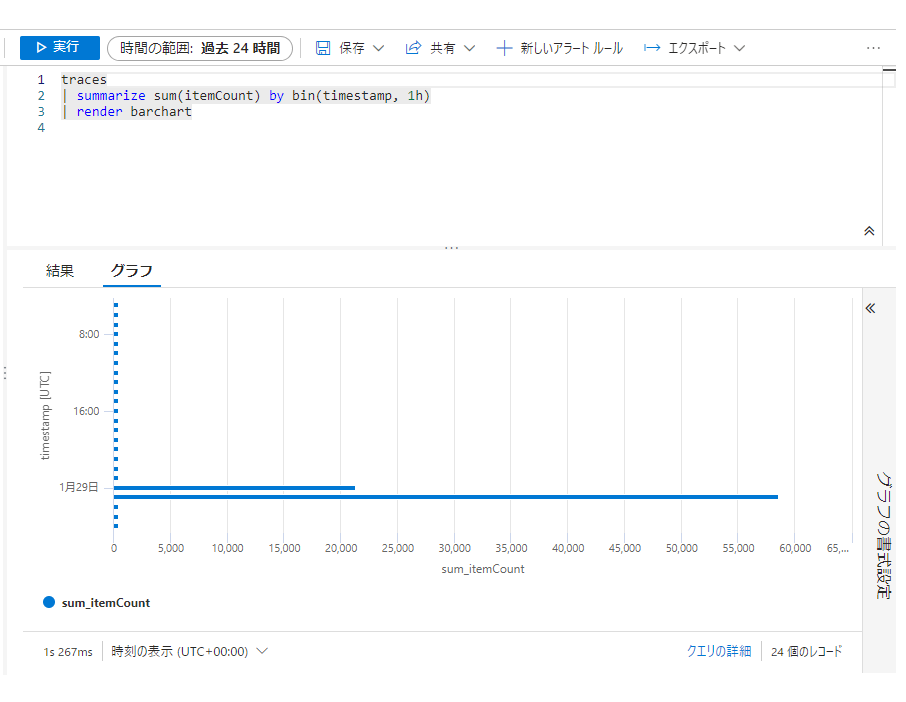 実行 時間の範囲: 過去 24 時間 保存 共有 新しいアラート ルール エクスポート ...
1 traces
2 | summarize sum(itemCount) by bin(timestamp, 1h)
3 | render barchart
4
結果 グラフ
8:00
16:00
1月29日
timestamp [UTC]
0 5,000 10,000 15,000 20,000 25,000 30,000 35,000 40,000 45,000 50,000 55,000 60,000 65,...
sum_itemCount
sum_itemCount
グラフの書式設定
1s 267ms 時刻の表示 (UTC+00:00) クエリの詳細 24 個のレコード